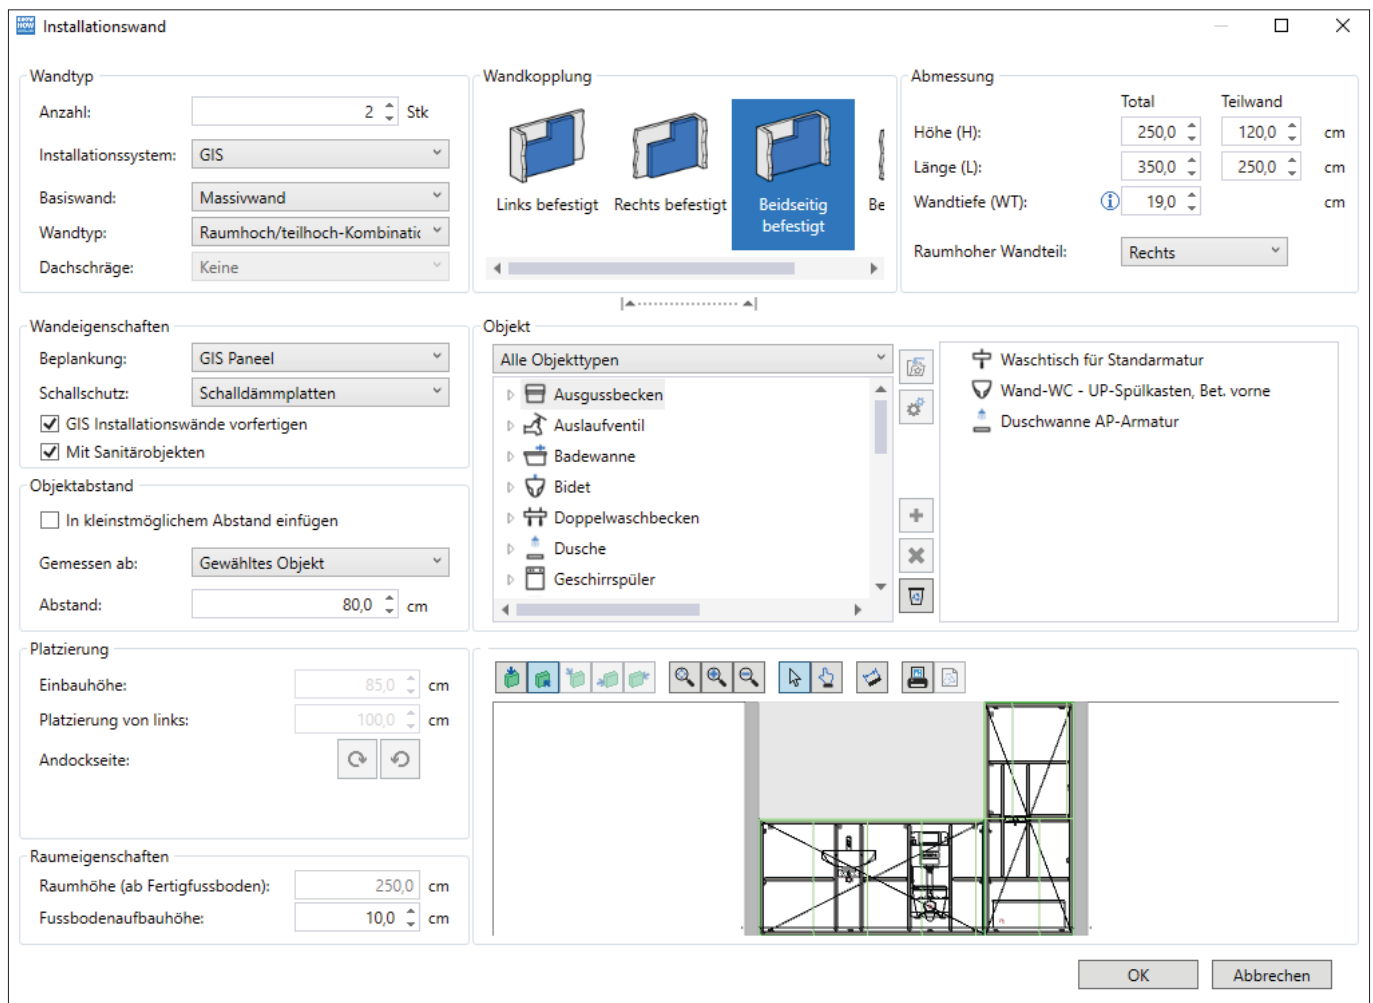 Installationswand
Wandtyp
Anzahl: 2 Stk
Installationssystem: GIS
Basiswand: Massivwand
Wandtyp: Raumhoch/teilhoch-Kombinatic
Dachschräge: Keine
Wandkopplung
Links befestigt
Rechts befestigt
Beidseitig
befestigt
Be
Abmessung
Total Teilwand
Höhe (H): 250,0 120,0 cm
Länge (L): 350,0 250,0 cm
Wandtiefe (WT): 19,0 cm
Raumhoher Wandteil: Rechts
Wandeigenschaften
Beplankung: GIS Paneel
Schallschutz: Schalldämmplatten
GIS Installationswände vorfertigen
Mit Sanitärobjekten
Objektabstand
In kleinstmöglichem Abstand einfügen
Gemessen ab: Gewähltes Objekt
Abstand: 80,0 cm
Objekt
Alle Objekttypen
Ausgussbecken
Auslaufventil
Badewanne
Bidet
Doppelwaschbecken
Dusche
Geschirrspüler
Waschtisch für Standarmatur
Wand-WC - UP-Spülkasten, Bet. vorne
Duschwanne AP-Armatur
Platzierung
Einbauhöhe: 85,0 cm
Platzierung von links: 100,0 cm
Andockseite:
Raumeigenschaften
Raumhöhe (ab Fertigfussboden): 250,0 cm
Fussbodenaufbauhöhe: 10,0 cm
OK
Abbrechen